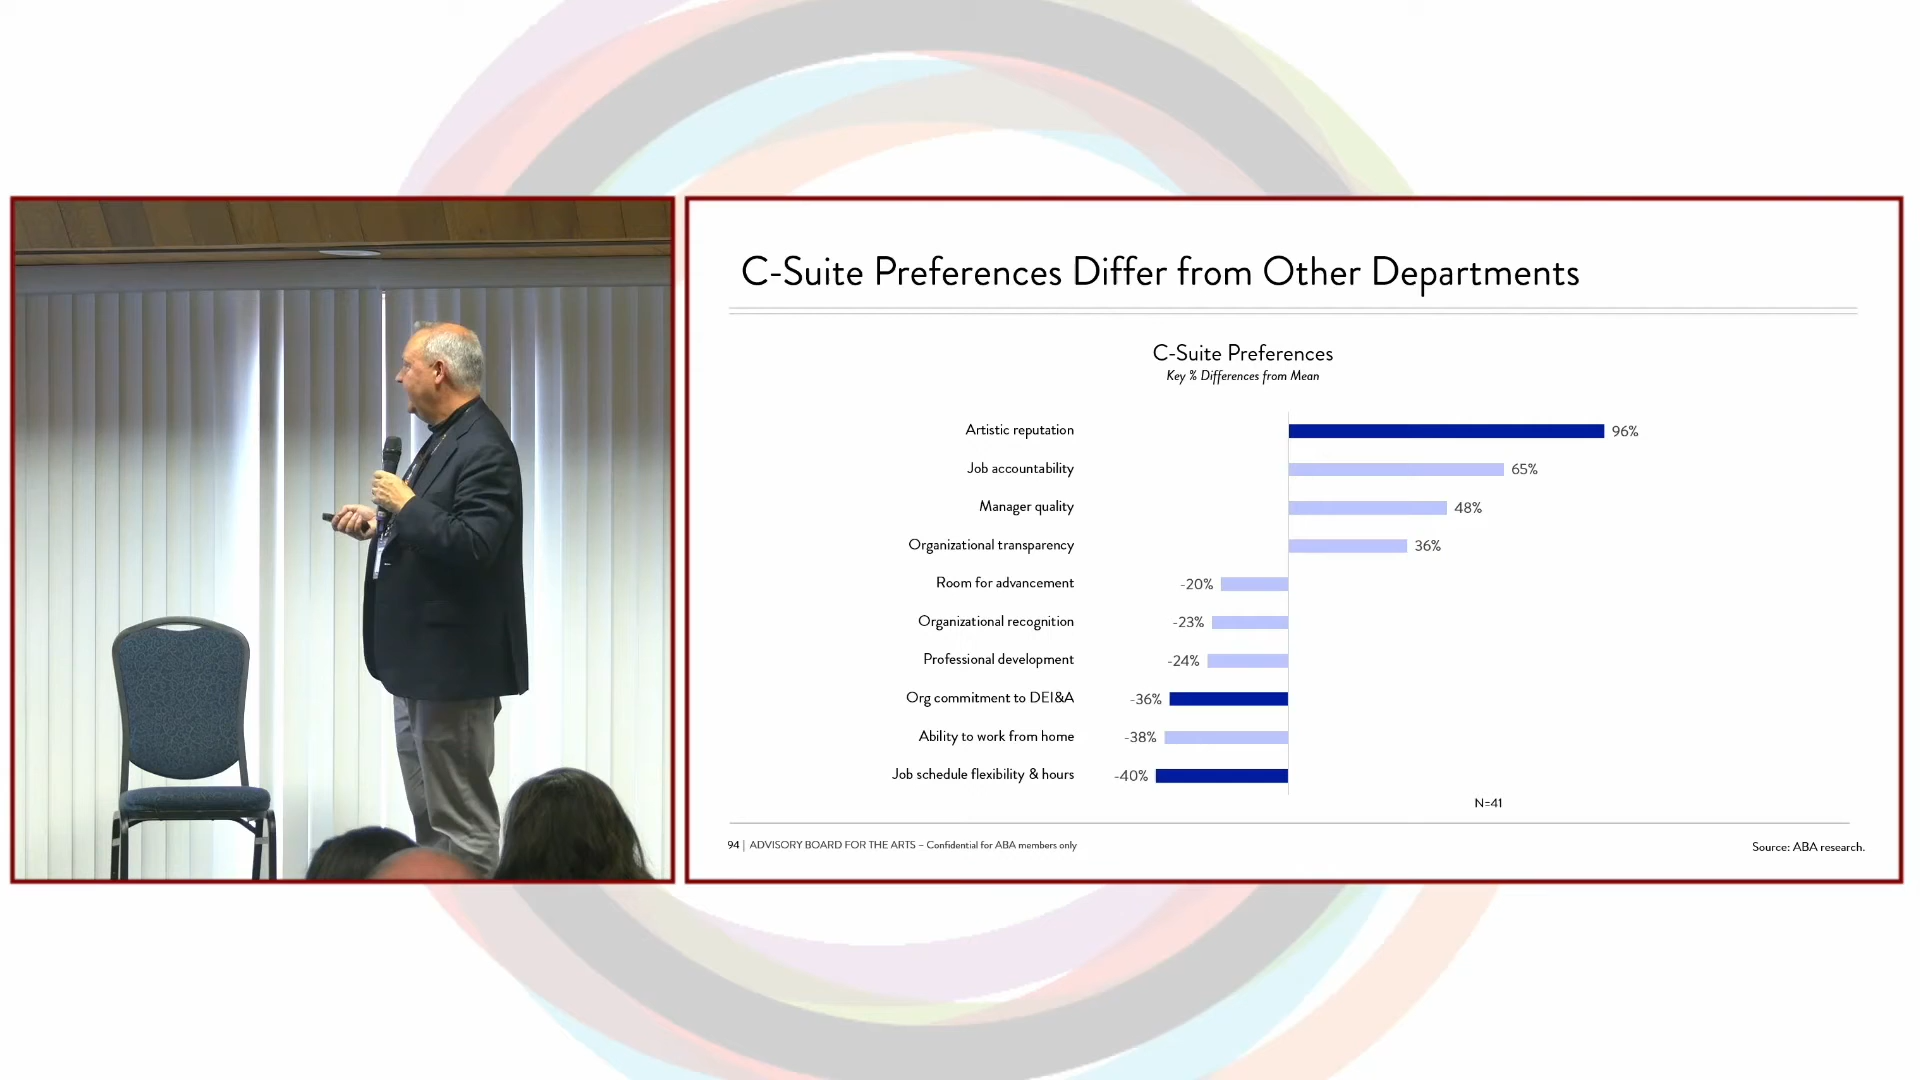 C-Suite Preferences Differ from Other Departments
C-Suite Preferences
Key % Differences from Mean
Artistic reputation 96%
Job accountability 65%
Manager quality 48%
Organizational transparency 36%
Room for advancement -20%
Organizational recognition -23%
Professional development -24%
Org commitment to DEI&A -36%
Ability to work from home -38%
Job schedule flexibility & hours -40%
N=41
94 | ADVISORY BOARD FOR THE ARTS – Confidential for ABA members only
Source: ABA research.